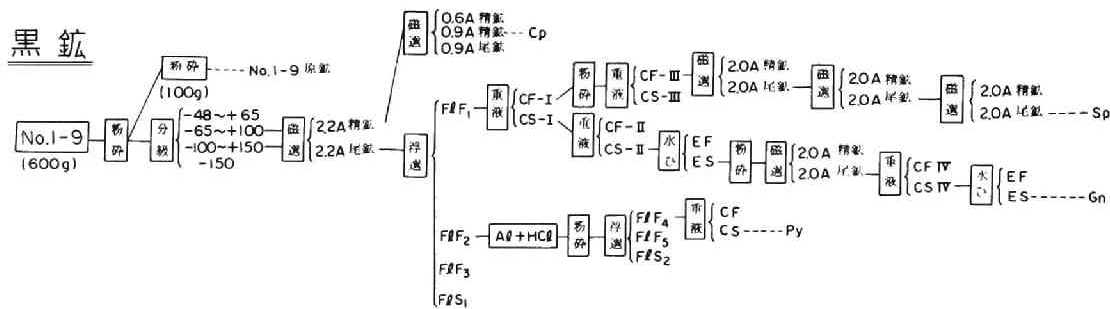 黒鉱
No.1-9
(600g)
粉砕
粉砕
(100g)
No.1-9 原鉱
分級
-48~+65
-65~+100
-100~+150
-150
磁選
2.2A 精鉱
2.2A 尾鉱
磁選
0.6A 精鉱
0.9A 精鉱
0.9A 尾鉱
Cp
浮選
FlF₁
重液
CF-I
CS-I
粉砕
重液
CF-III
CS-III
磁選
2.0A 精鉱
2.0A 尾鉱
磁選
2.0A 精鉱
2.0A 尾鉱
磁選
2.0A 精鉱
2.0A 尾鉱
Sp
重液
CF-II
CS-II
水ひ
EF
ES
粉砕
磁選
2.0A 精鉱
2.0A 尾鉱
重液
CF IV
CS IV
水ひ
EF
ES
Gn
FlF₂
Al+HCl
粉砕
浮選
FlF₄
FlF₅
FlS₂
重液
CF
CS
Py
FlF₃
FlS₁